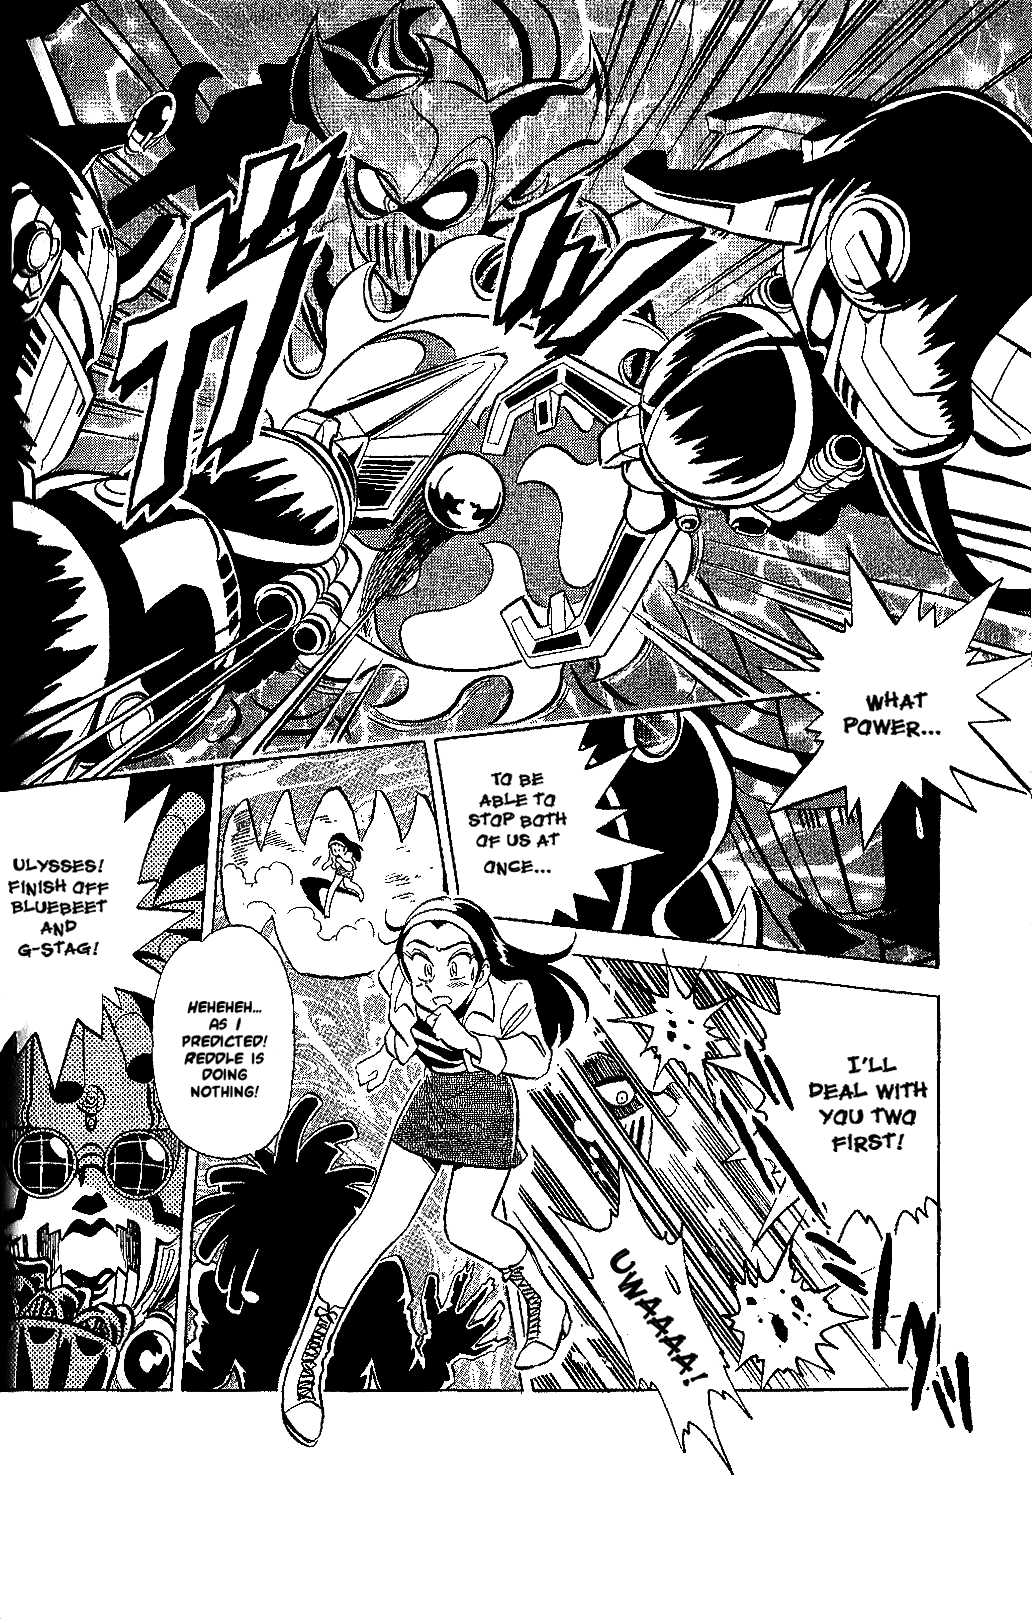 ガッ
WHAT
POWER...
TO BE
ABLE TO
STOP BOTH
OF US AT
ONCE...
I'LL
DEAL WITH
YOU TWO
FIRST!
UWAAAA!
HEHEHEH...
AS I
PREDICTED!
REDDLE IS
DOING
NOTHING!
ULYSSES!
FINISH OFF
BLUEBEET
AND
G-STAG!